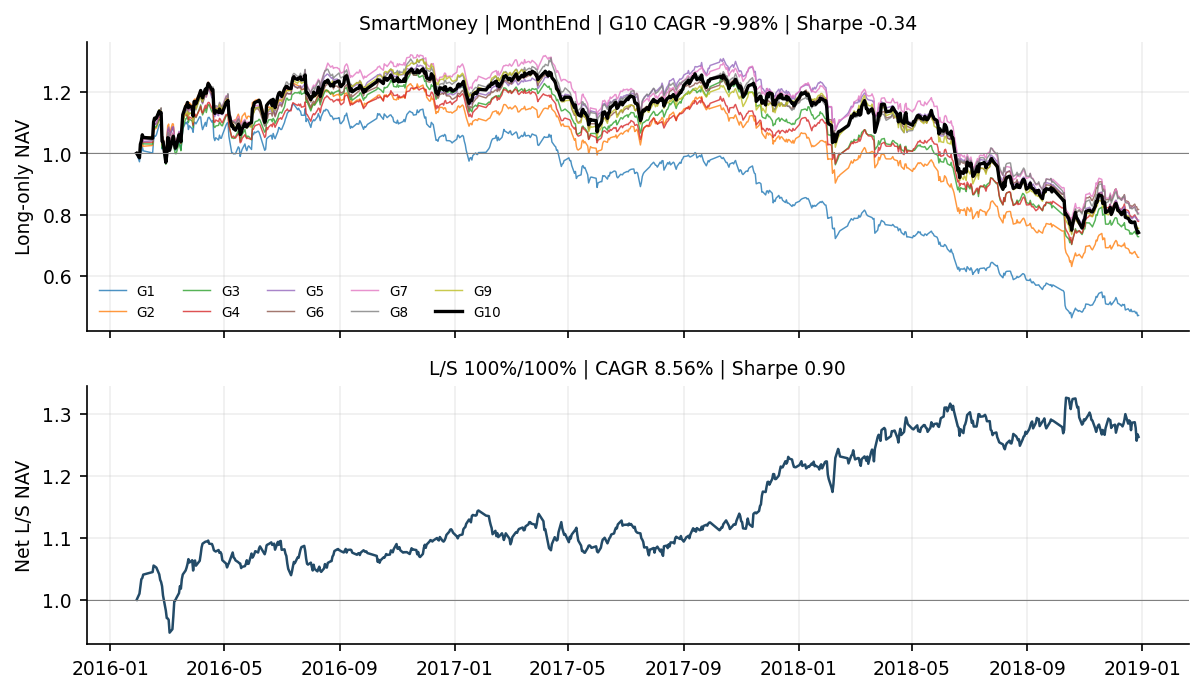 SmartMoney | MonthEnd | G10 CAGR -9.98% | Sharpe -0.34
Long-only NAV
1.2
1.0
0.8
0.6
G1 G3 G5 G7 G9
G2 G4 G6 G8 G10
L/S 100%/100% | CAGR 8.56% | Sharpe 0.90
Net L/S NAV
1.3
1.2
1.1
1.0
2016-01 2016-05 2016-09 2017-01 2017-05 2017-09 2018-01 2018-05 2018-09 2019-01